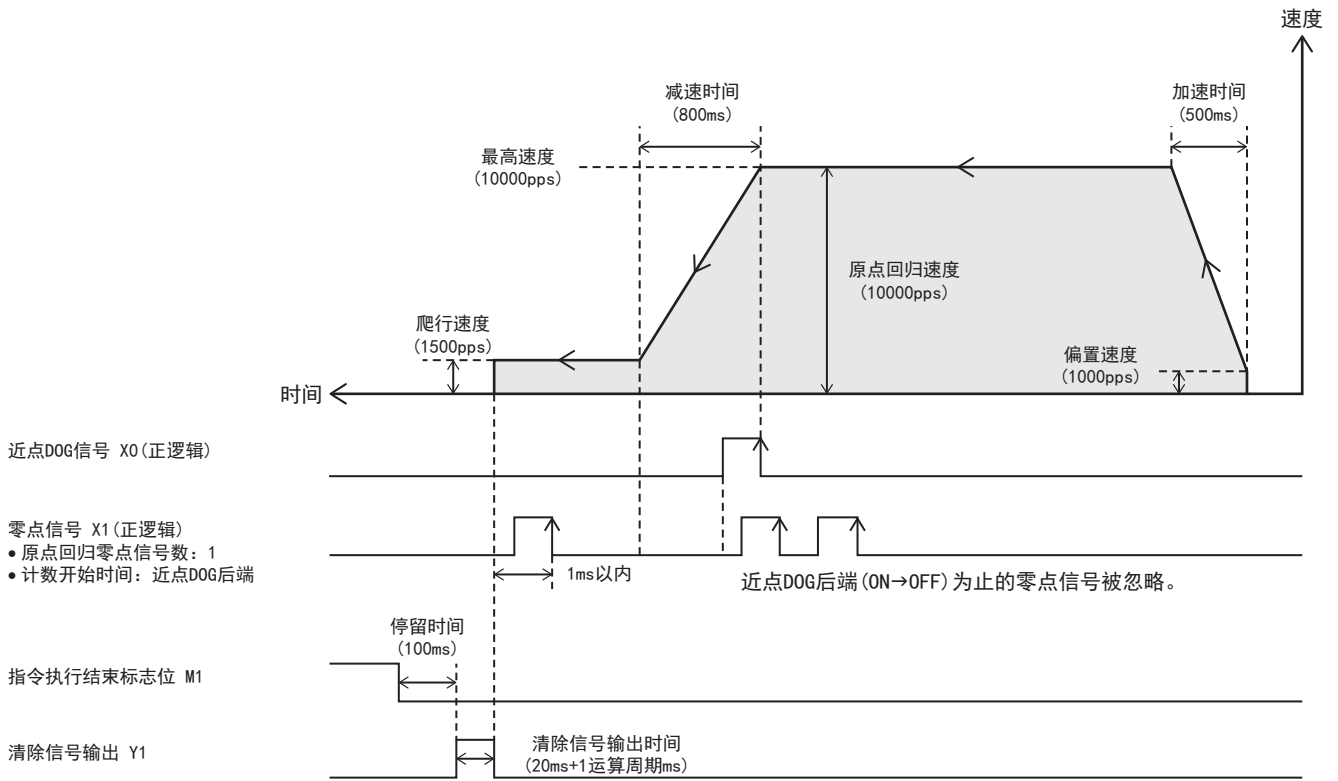 速度
减速时间
(800ms)
加速时间
(500ms)
最高速度
(10000pps)
原点回归速度
(10000pps)
爬行速度
(1500pps)
偏置速度
(1000pps)
时间
近点DOG信号 X0(正逻辑)
零点信号 X1(正逻辑)
• 原点回归零点信号数：1
• 计数开始时间：近点DOG后端
1ms以内
近点DOG后端(ON→OFF)为止的零点信号被忽略。
停留时间
(100ms)
指令执行结束标志位 M1
清除信号输出 Y1
清除信号输出时间
(20ms+1运算周期ms)